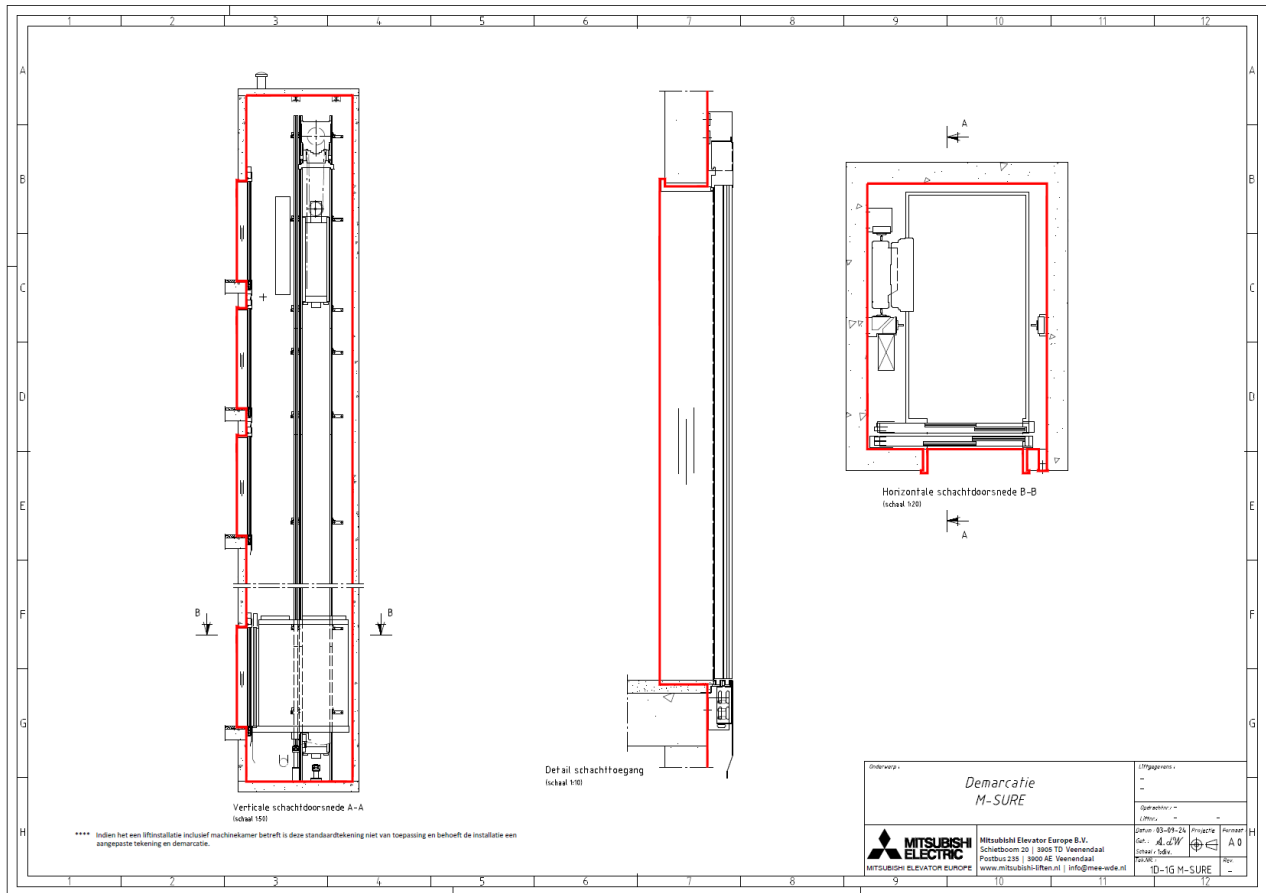 1 2 3 4 5 6 7 8 9 10 11 12
A A
B B
C C
D D
E E
F F
G G
H H
A
A
B B
Verticale schachtdoorsnede A-A
(schaal 1:50)
Detail schachttoegang
(schaal 1:10)
Horizontale schachtdoorsnede B-B
(schaal 1:20)
**** Indien het een liftinstallatie inclusief machinekamer betreft is deze standaardtekening niet van toepassing en behoeft de installatie een
aangepaste tekening en demarcatie.
Onderwerp:
Demarcatie
M-SURE
Liftgegevens:
-
-
Opdrachtnr.: -
Liftnr.: - -
Datum: 03-09-24
Projectie
Formaat
Get.: A.d.W
A 0
Schaal: 1:div.
Tek.NR.:
1D-1G M-SURE
Rev.
-
MITSUBISHI
ELECTRIC
MITSUBISHI ELEVATOR EUROPE
Mitsubishi Elevator Europe B.V.
Schietboom 20 | 3905 TD Veenendaal
Postbus 235 | 3900 AE Veenendaal
www.mitsubishi-liften.nl | info@mee-wde.nl
1 2 3 4 5 6 7 8 9 10 11 12